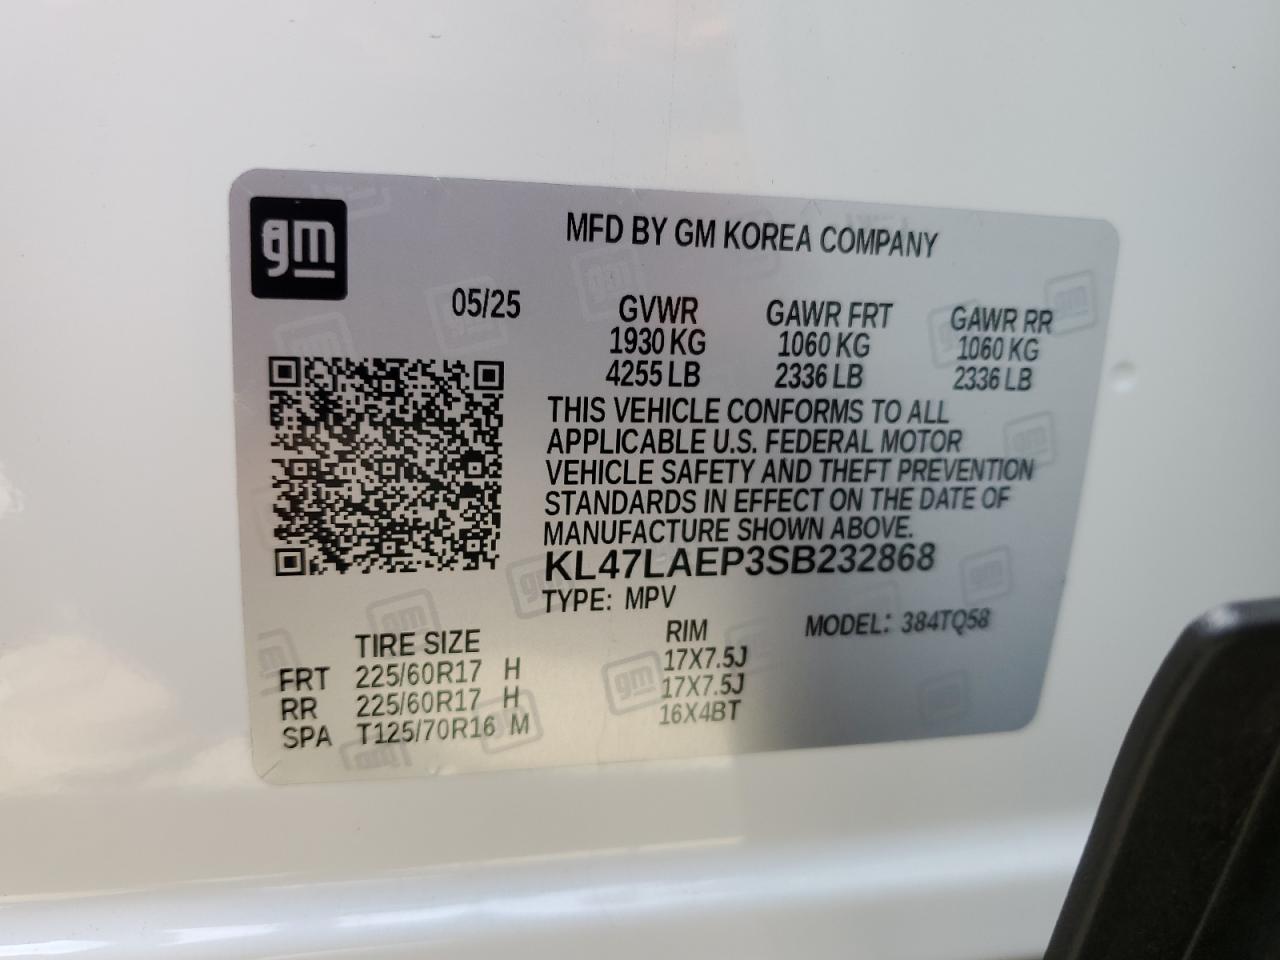 gm
MFD BY GM KOREA COMPANY
05/25
GVWR GAWR FRT GAWR RR
1930 KG 1060 KG 1060 KG
4255 LB 2336 LB 2336 LB
THIS VEHICLE CONFORMS TO ALL
APPLICABLE U.S. FEDERAL MOTOR
VEHICLE SAFETY AND THEFT PREVENTION
STANDARDS IN EFFECT ON THE DATE OF
MANUFACTURE SHOWN ABOVE.
KL47LAEP3SB232868
TYPE: MPV MODEL: 384TQ58
TIRE SIZE RIM
FRT 225/60R17 H 17X7.5J
RR 225/60R17 H 17X7.5J
SPA T125/70R16 M 16X4BT